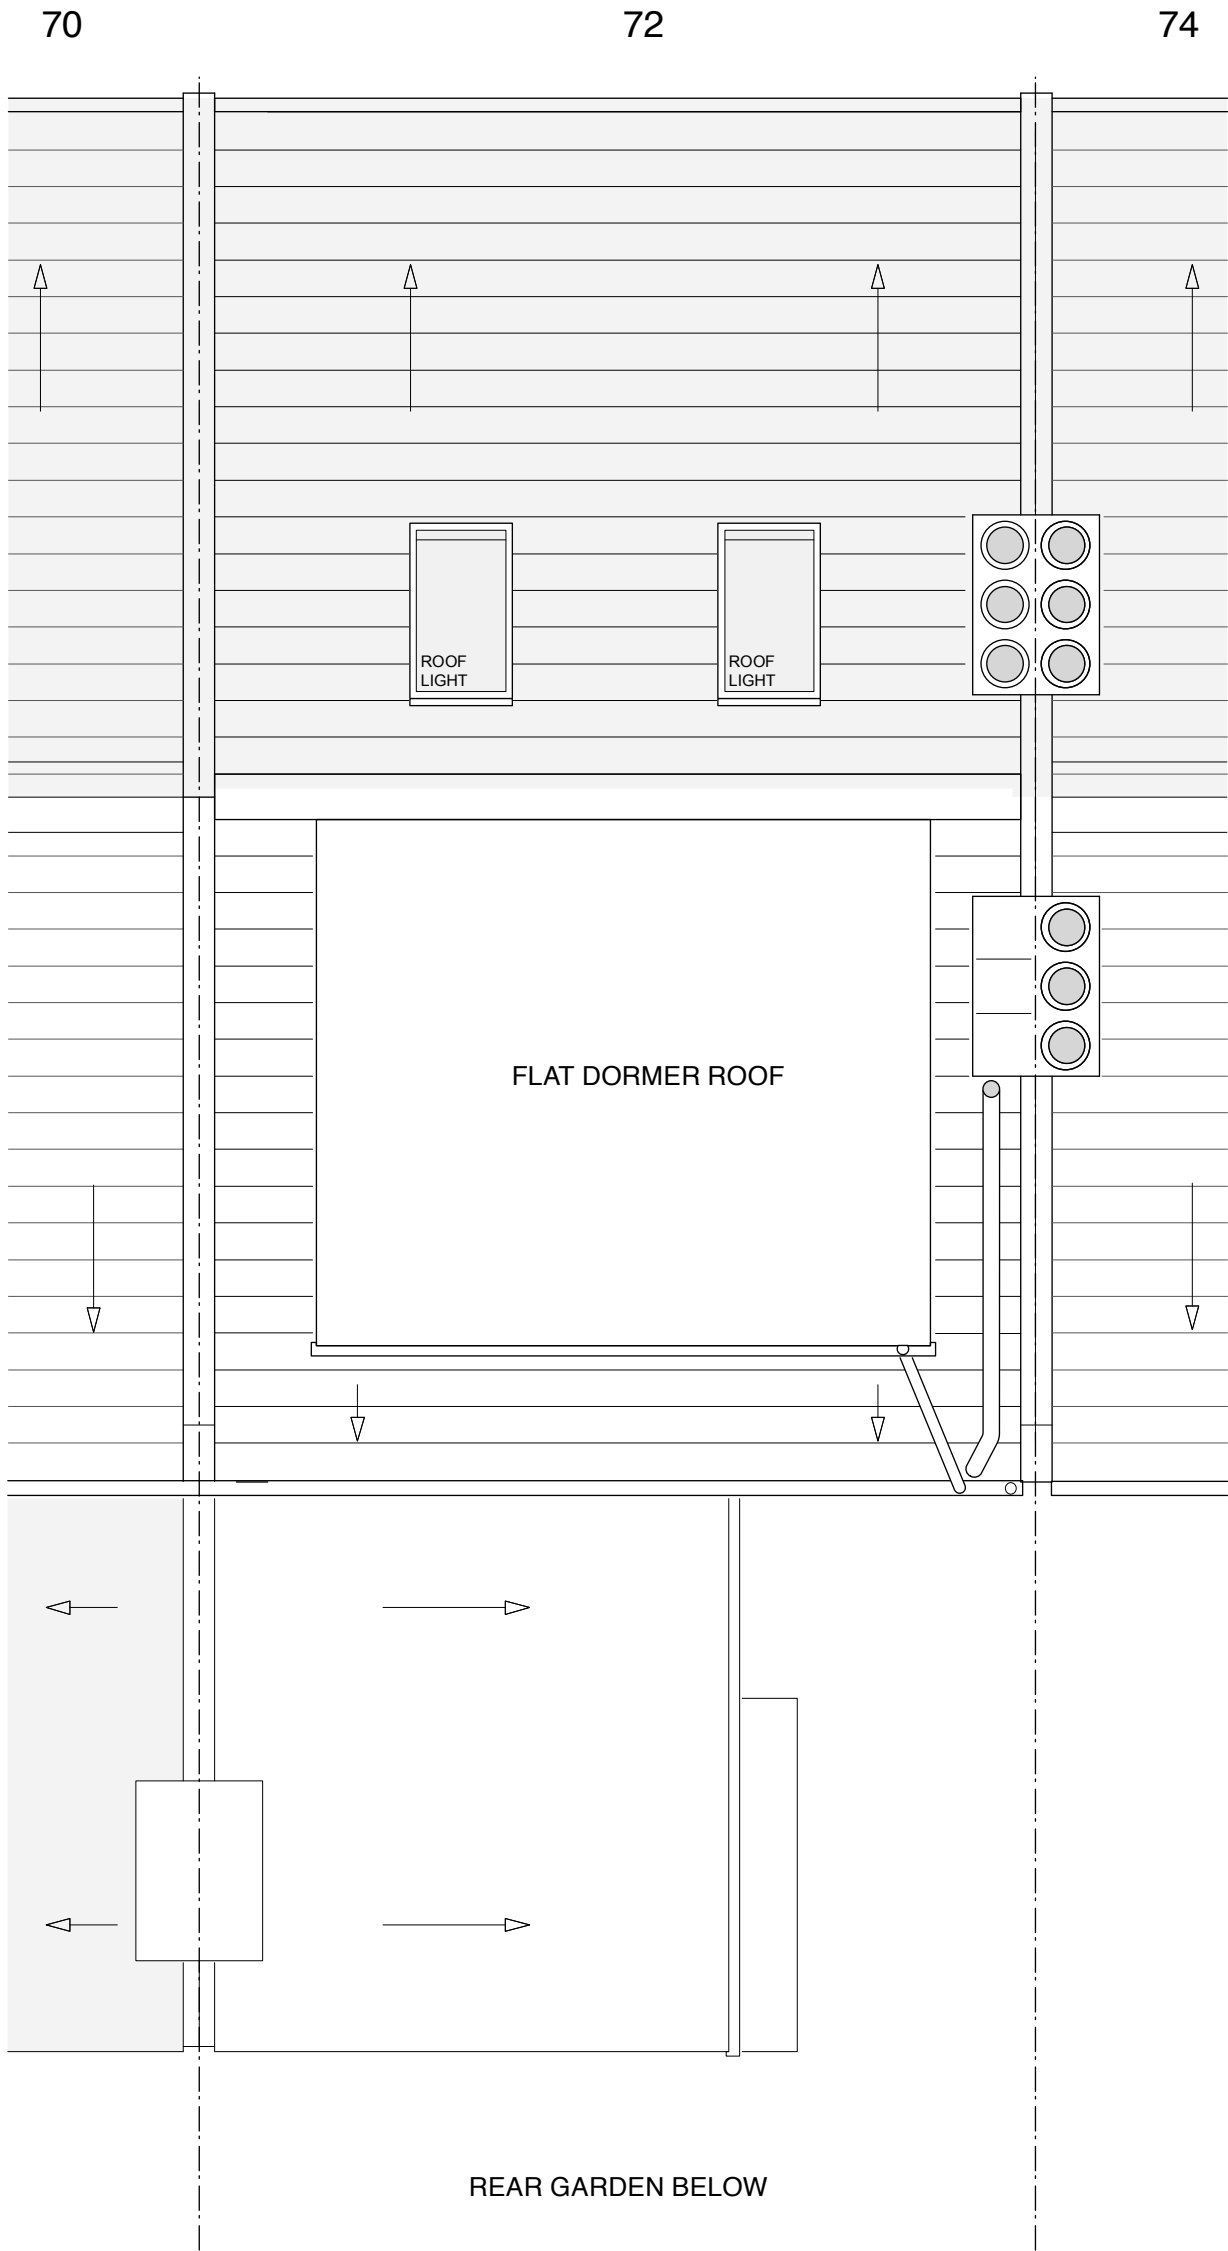 70
72
74
ROOF
LIGHT
ROOF
LIGHT
FLAT DORMER ROOF
REAR GARDEN BELOW